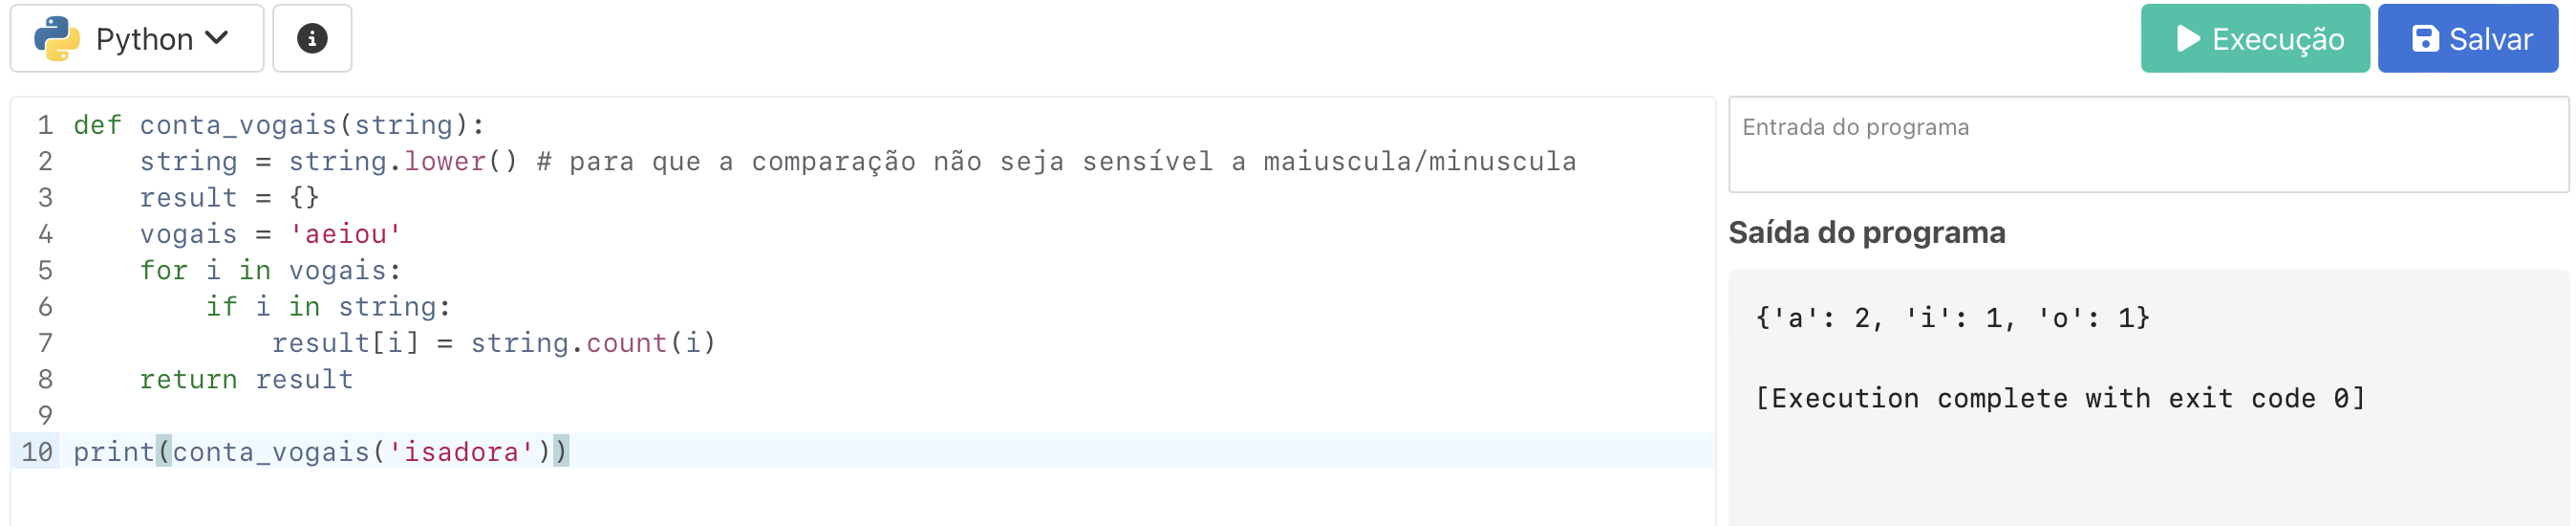 Python
Execução
Salvar
1 def conta_vogais(string):
2     string = string.lower() # para que a comparação não seja sensível a maiuscula/minuscula
3     result = {}
4     vogais = 'aeiou'
5     for i in vogais:
6         if i in string:
7             result[i] = string.count(i)
8     return result
9
10 print(conta_vogais('isadora'))
Entrada do programa
Saída do programa
{'a': 2, 'i': 1, 'o': 1}
[Execution complete with exit code 0]